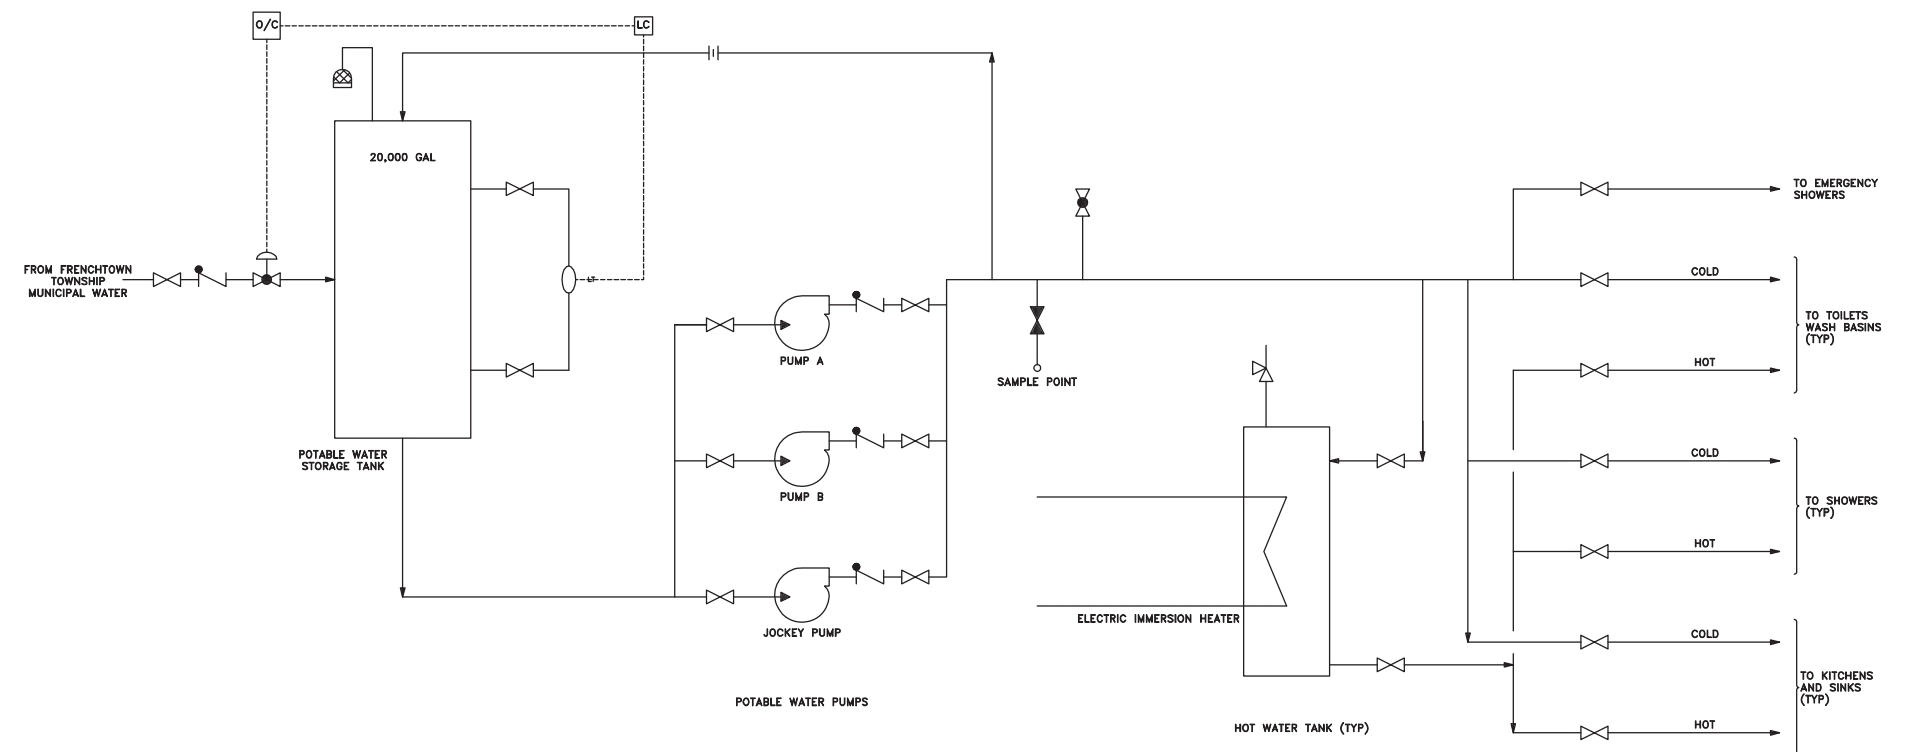 O/C
LC
20,000 GAL
TO EMERGENCY
SHOWERS
FROM FRENCHTOWN
TOWNSHIP
MUNICIPAL WATER
LT
COLD
TO TOILETS
WASH BASINS
(TYP)
HOT
PUMP A
SAMPLE POINT
POTABLE WATER
STORAGE TANK
COLD
PUMP B
TO SHOWERS
(TYP)
HOT
ELECTRIC IMMERSION HEATER
JOCKEY PUMP
COLD
TO KITCHENS
AND SINKS
(TYP)
POTABLE WATER PUMPS
HOT WATER TANK (TYP)
HOT